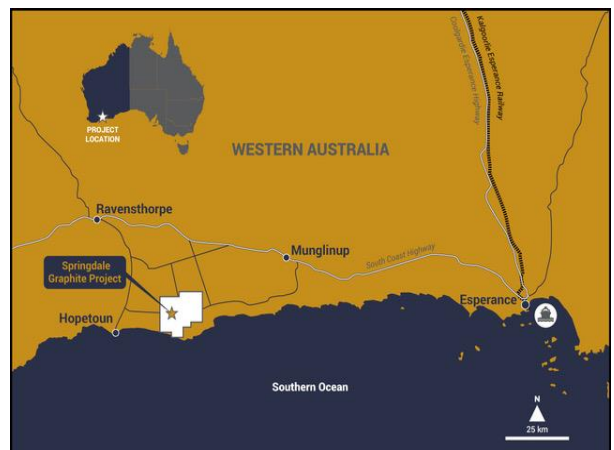 PROJECT
LOCATION
WESTERN AUSTRALIA
Kalgoorlie Esperance Railway
Coolgardie Esperance Highway
Ravensthorpe
Munglinup
South Coast Highway
Springdale
Graphite Project
Esperance
Hopetoun
Southern Ocean
N
25 km